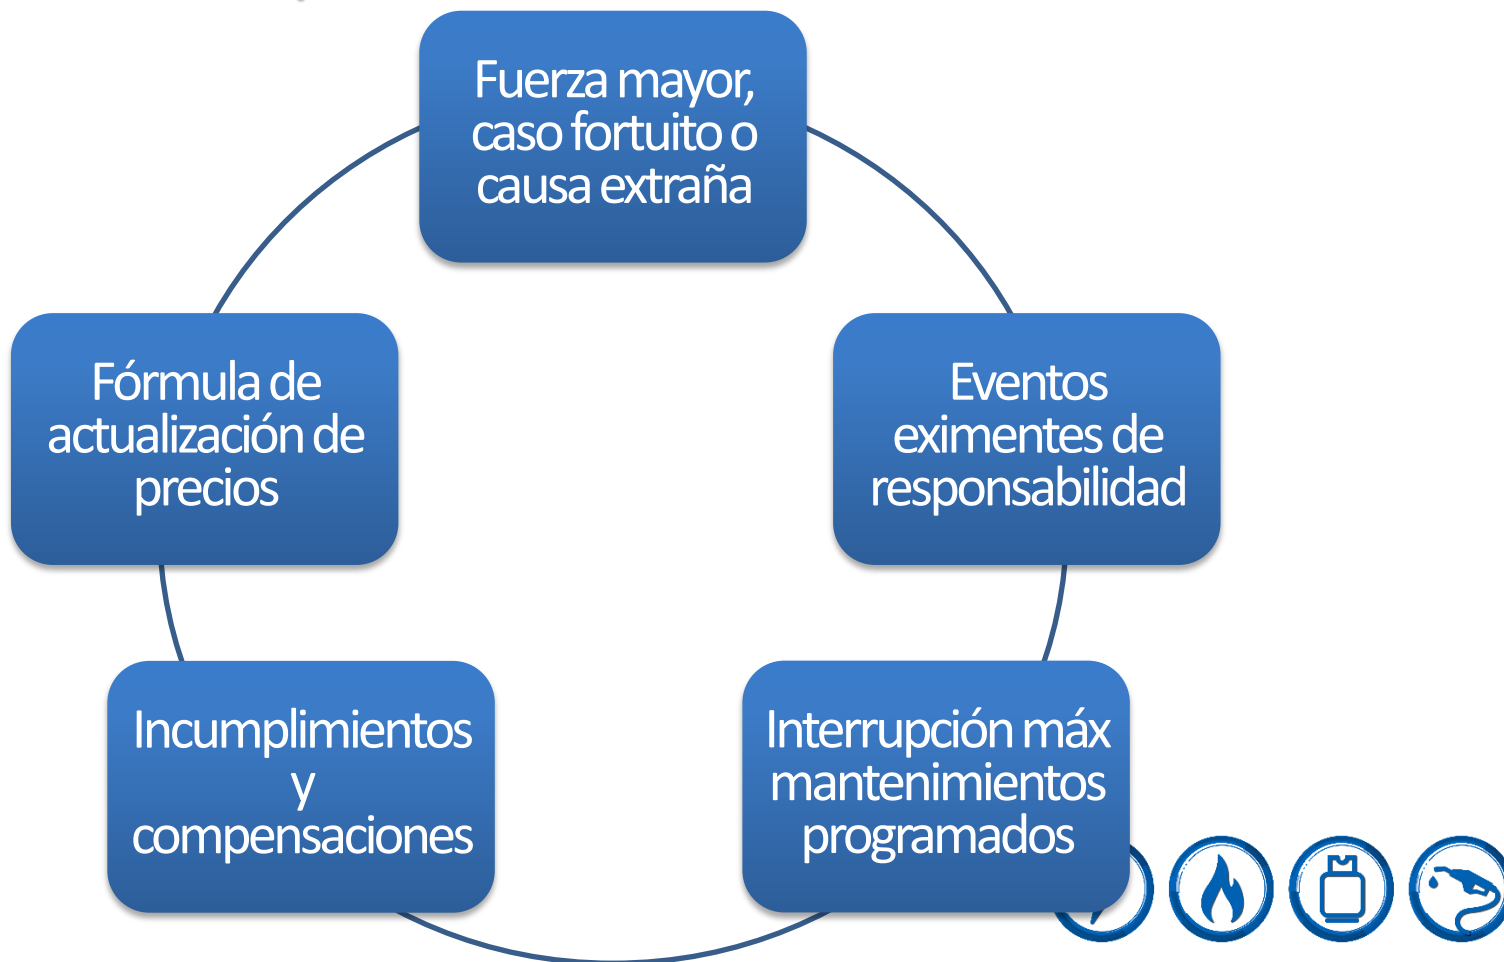 Fuerza mayor,
caso fortuito o
causa extraña
Fórmula de
actualización de
precios
Eventos
eximentes de
responsabilidad
Incumplimientos
y
compensaciones
Interrupción máx
mantenimientos
programados